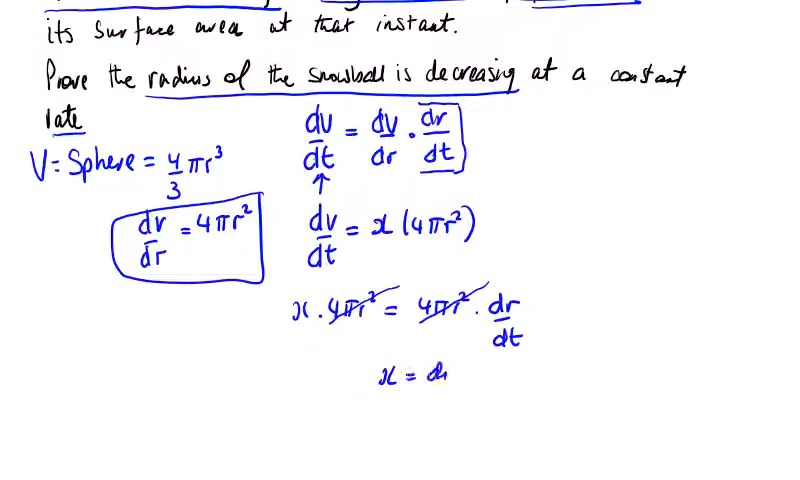 its surface area at that instant.
Prove the radius of the snowball is decreasing at a constant
rate
dv/dt = dv/dr · dr/dt
V = Sphere = 4/3 πr³
dv/dr = 4πr²
dv/dt = x (4πr²)
x . 4πr² = 4πr² . dr/dt
x = dr